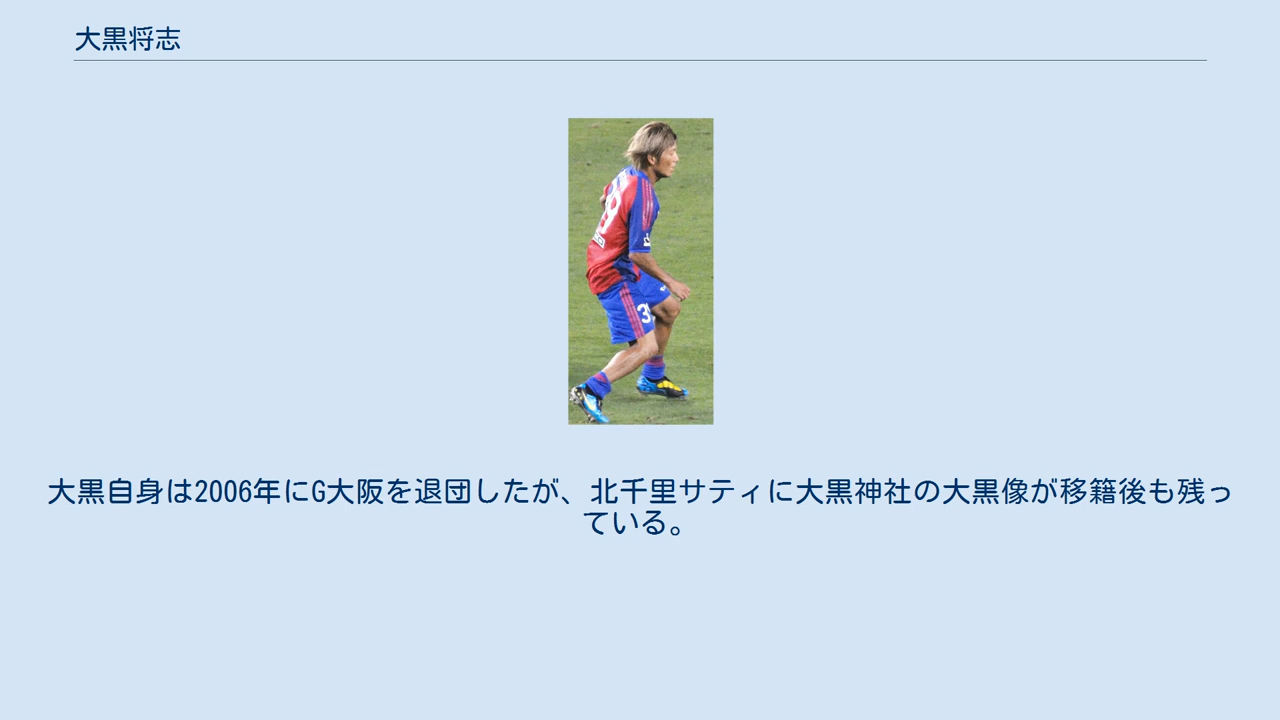 大黒将志
大黒自身は2006年にG大阪を退団したが、北千里サティに大黒神社の大黒像が移籍後も残っ
ている。